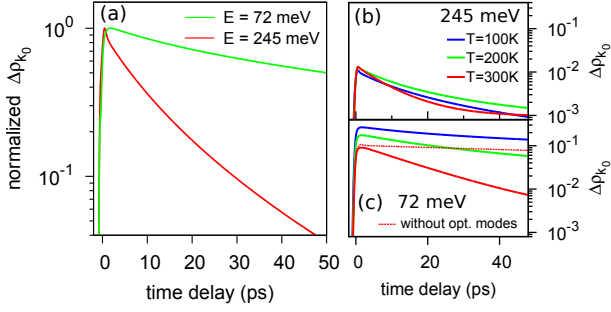 (a)
E = 72 meV
E = 245 meV
normalized Δρk0
10^0
10^-1
0 10 20 30 40 50
time delay (ps)
(b) 245 meV
T=100K
T=200K
T=300K
10^-1
10^-2
10^-3
Δρk0
(c) 72 meV
without opt. modes
10^-1
10^-2
10^-3
Δρk0
0 20 40
time delay (ps)